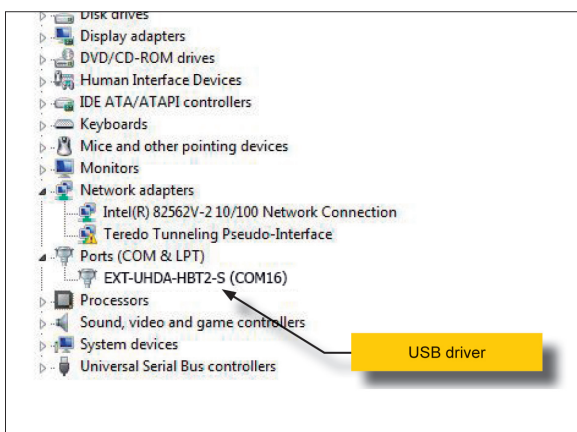 Disk drives
Display adapters
DVD/CD-ROM drives
Human Interface Devices
IDE ATA/ATAPI controllers
Keyboards
Mice and other pointing devices
Monitors
Network adapters
Intel(R) 82562V-2 10/100 Network Connection
Teredo Tunneling Pseudo-Interface
Ports (COM & LPT)
EXT-UHDA-HBT2-S (COM16)
Processors
Sound, video and game controllers
System devices
USB driver
Universal Serial Bus controllers